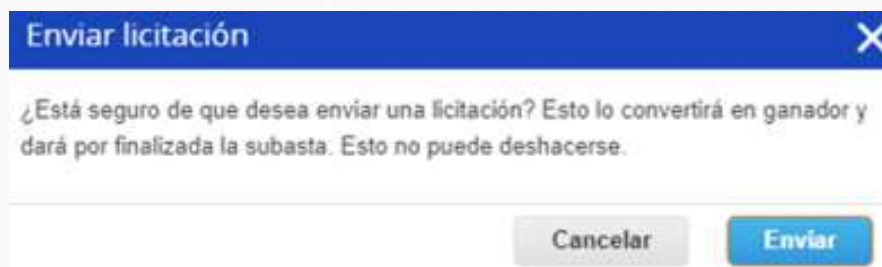 Enviar licitación
¿Está seguro de que desea enviar una licitación? Esto lo convertirá en ganador y
dará por finalizada la subasta. Esto no puede deshacerse.
Cancelar
Enviar